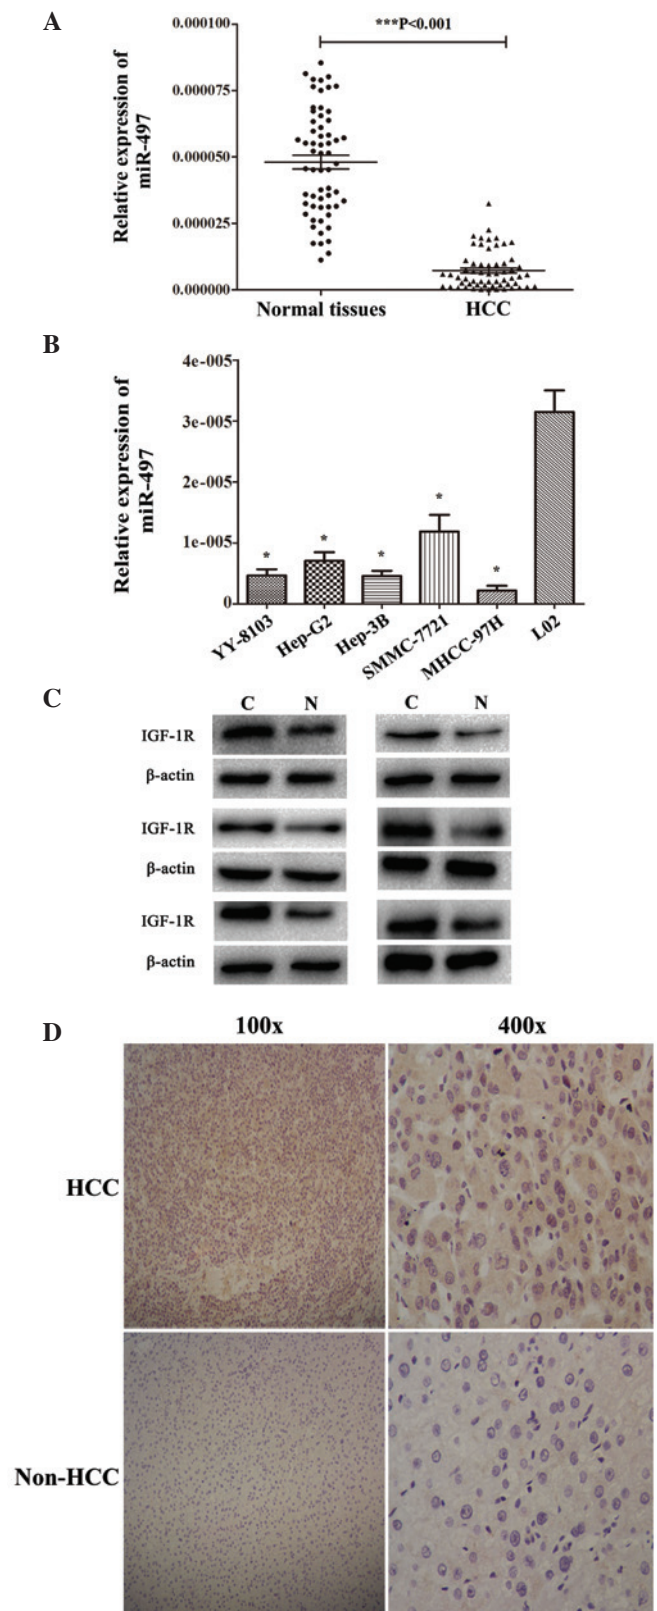 A
Relative expression of
miR-497
0.000100
0.000075
0.000050
0.000025
0.000000
***P<0.001
Normal tissues HCC
B
Relative expression of
miR-497
4e-005
3e-005
2e-005
1e-005
0
* * * * *
YY-8103 Hep-G2 Hep-3B SMMC-7721 MHCC-97H L02
C
C N C N
IGF-1R
β-actin
IGF-1R
β-actin
IGF-1R
β-actin
D
100x 400x
HCC
Non-HCC